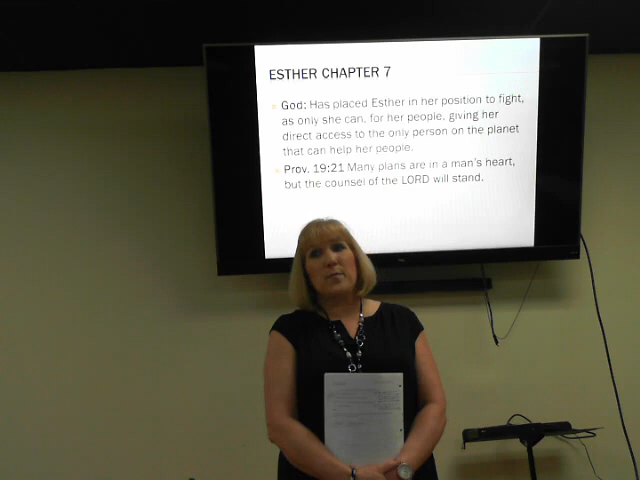 ESTHER CHAPTER 7
God: Has placed Esther in her position to fight,
as only she can, for her people, giving her
direct access to the only person on the planet
that can help her people.
Prov. 19:21 Many plans are in a man's heart,
but the counsel of the LORD will stand.